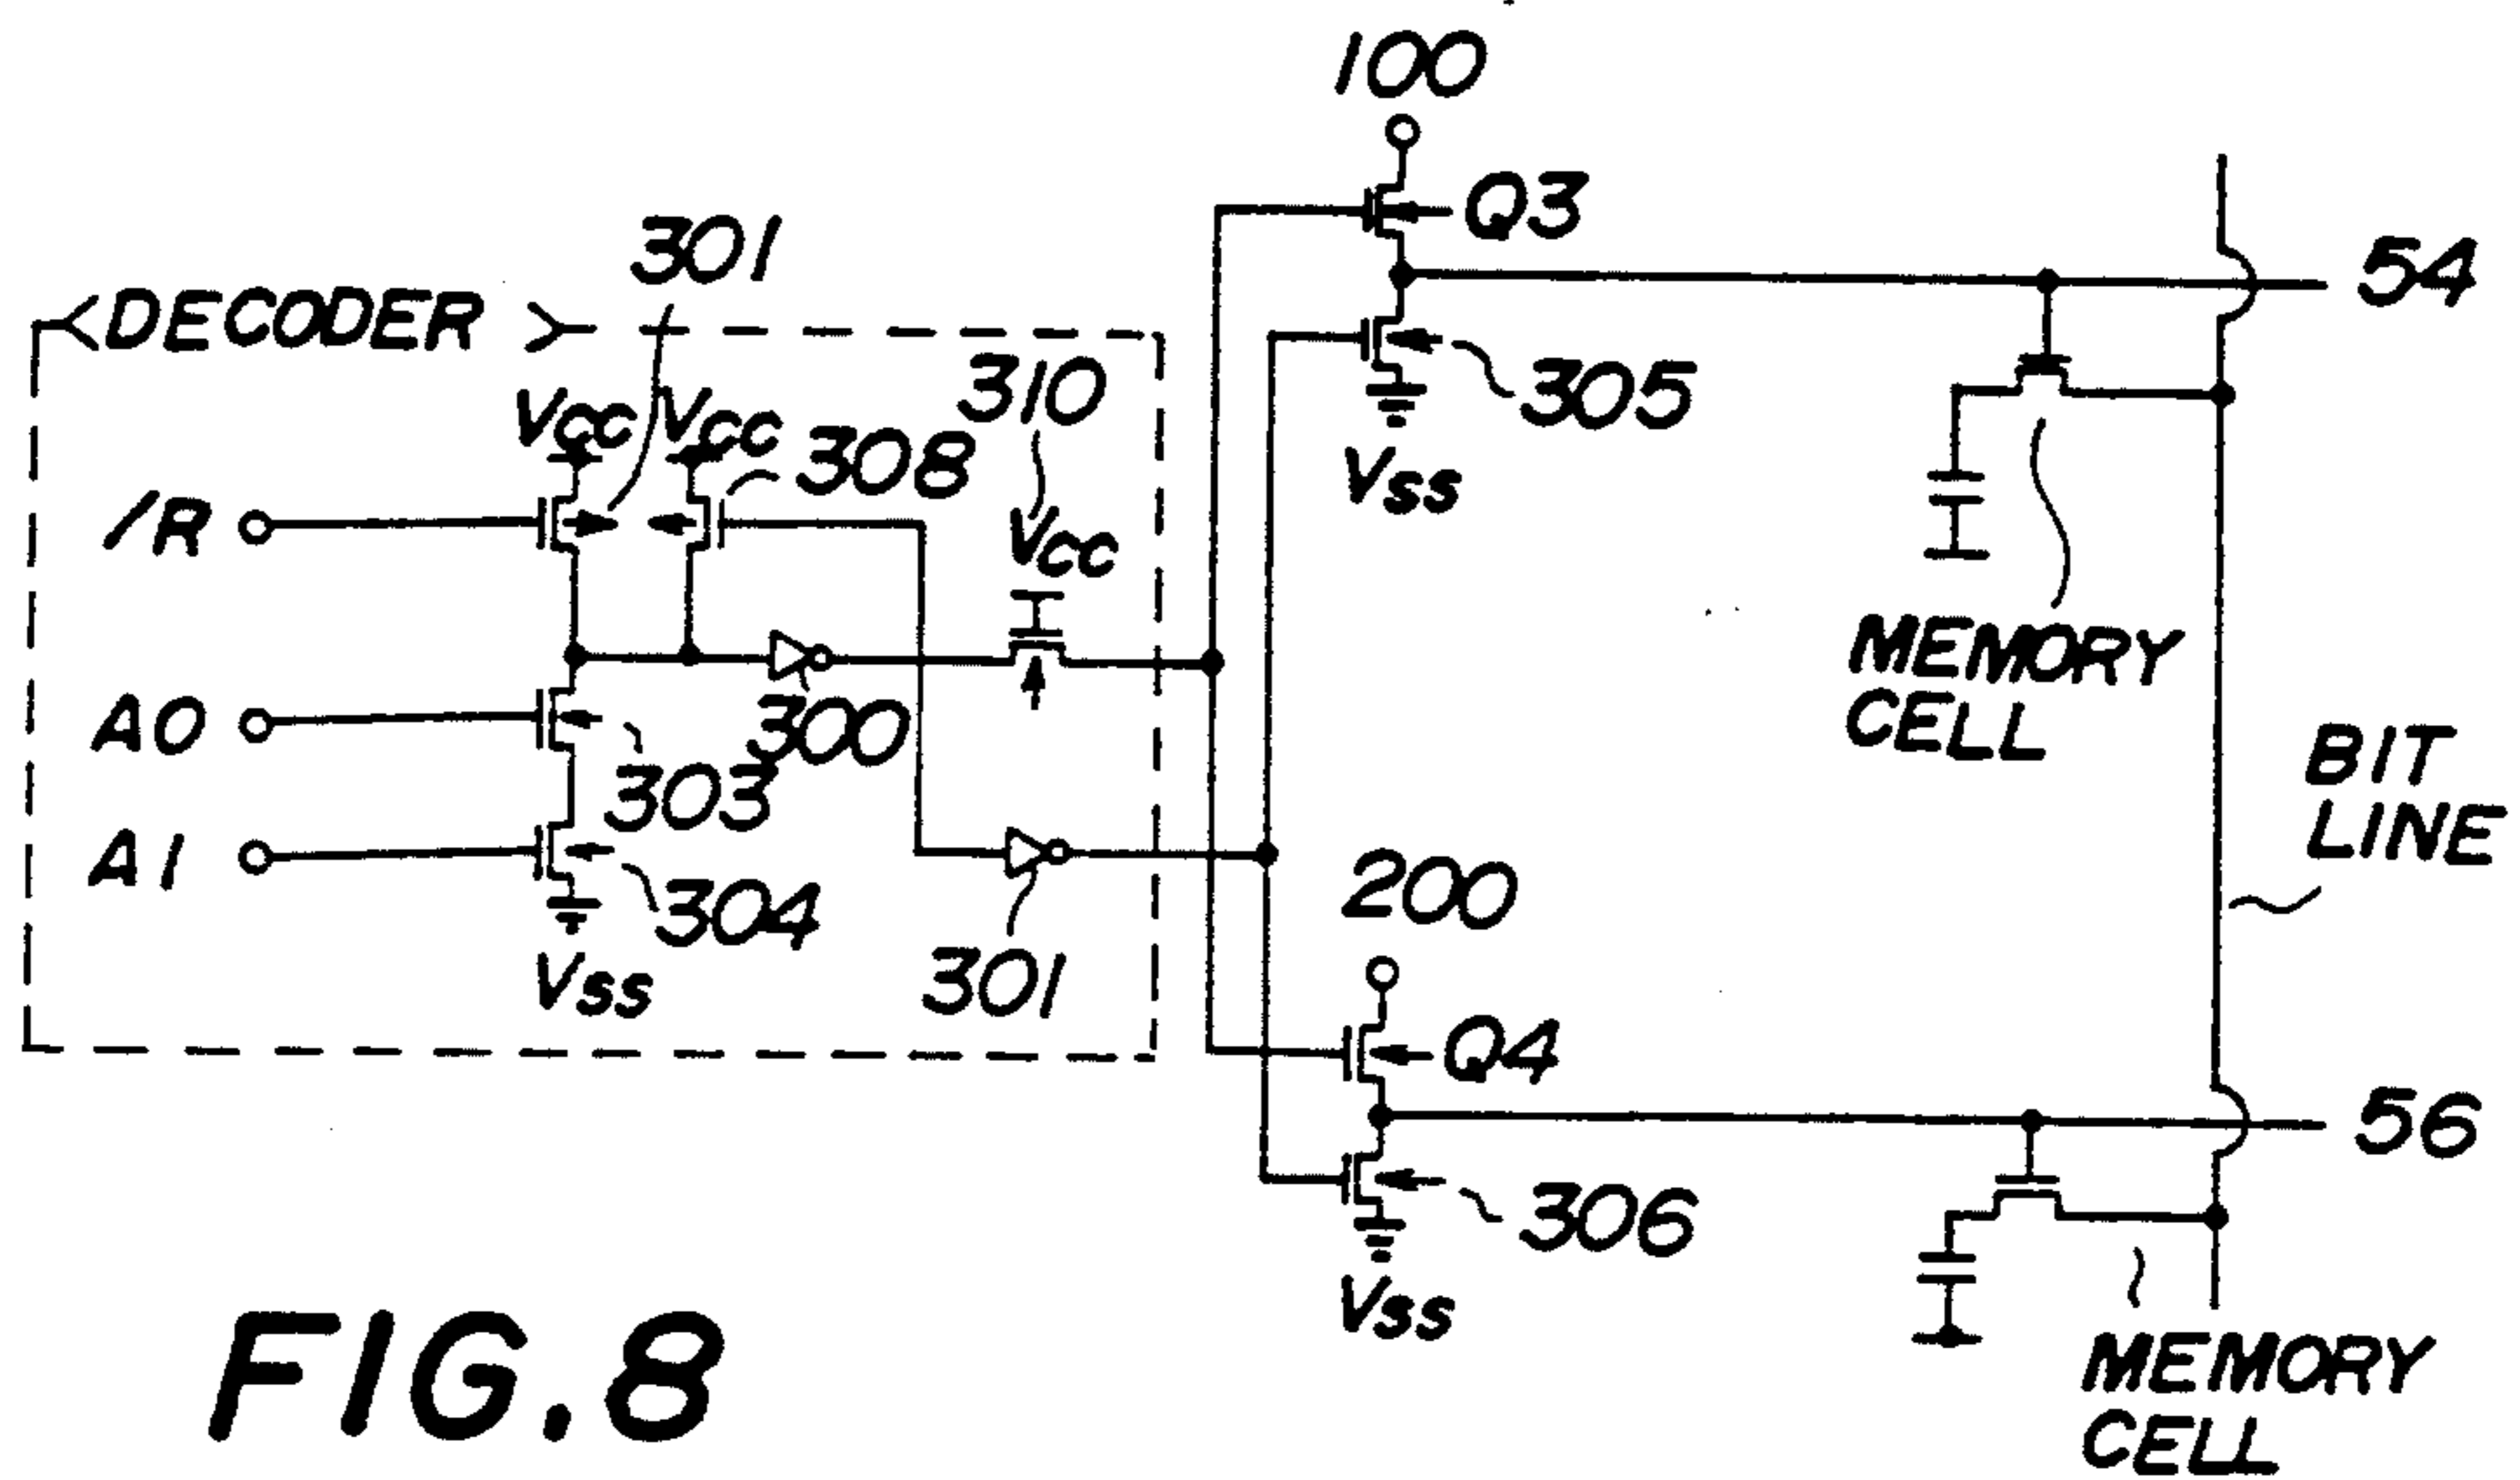 100
Q3
301
54
<DECODER>
310
305
Vcc
Vcc
308
Vss
/R
Vcc
MEMORY
CELL
A0
300
BIT
LINE
303
A1
200
304
301
Vss
Q4
56
306
Vss
MEMORY
CELL
FIG.8